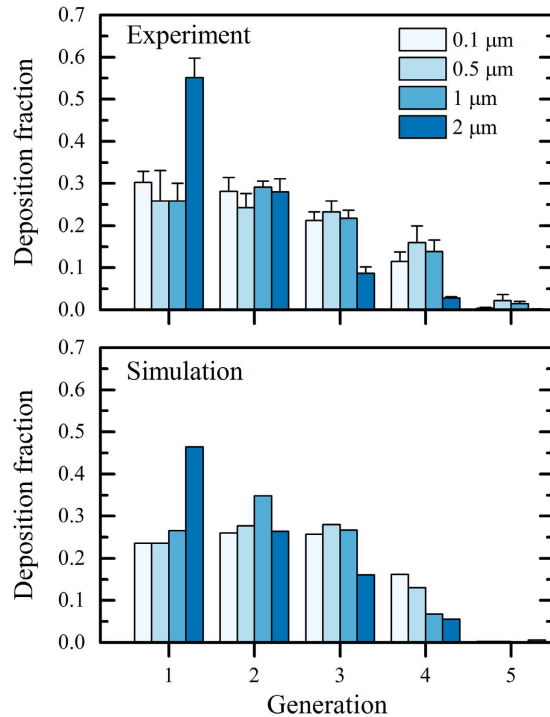 Experiment
0.1 μm
0.5 μm
1 μm
2 μm
Deposition fraction
0.7
0.6
0.5
0.4
0.3
0.2
0.1
0.0
Simulation
Deposition fraction
0.7
0.6
0.5
0.4
0.3
0.2
0.1
0.0
1 2 3 4 5
Generation